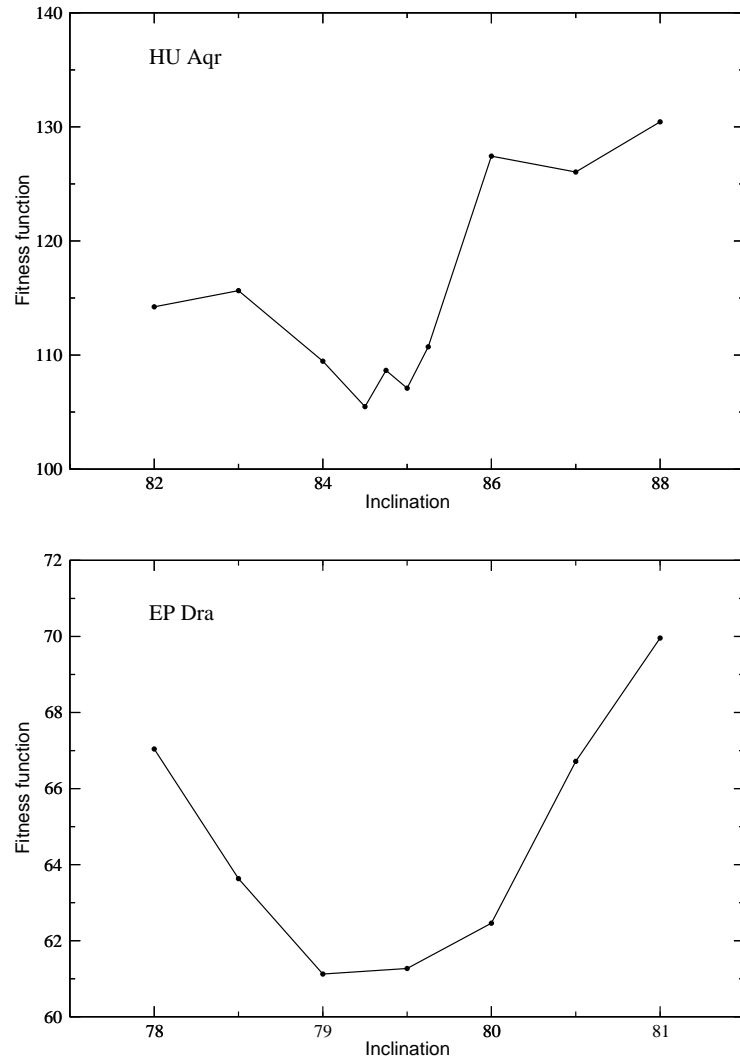 140
HU Aqr
130
Fitness function
120
110
100
82 84 86 88
Inclination
72
EP Dra
70
68
Fitness function
66
64
62
60
78 79 80 81
Inclination